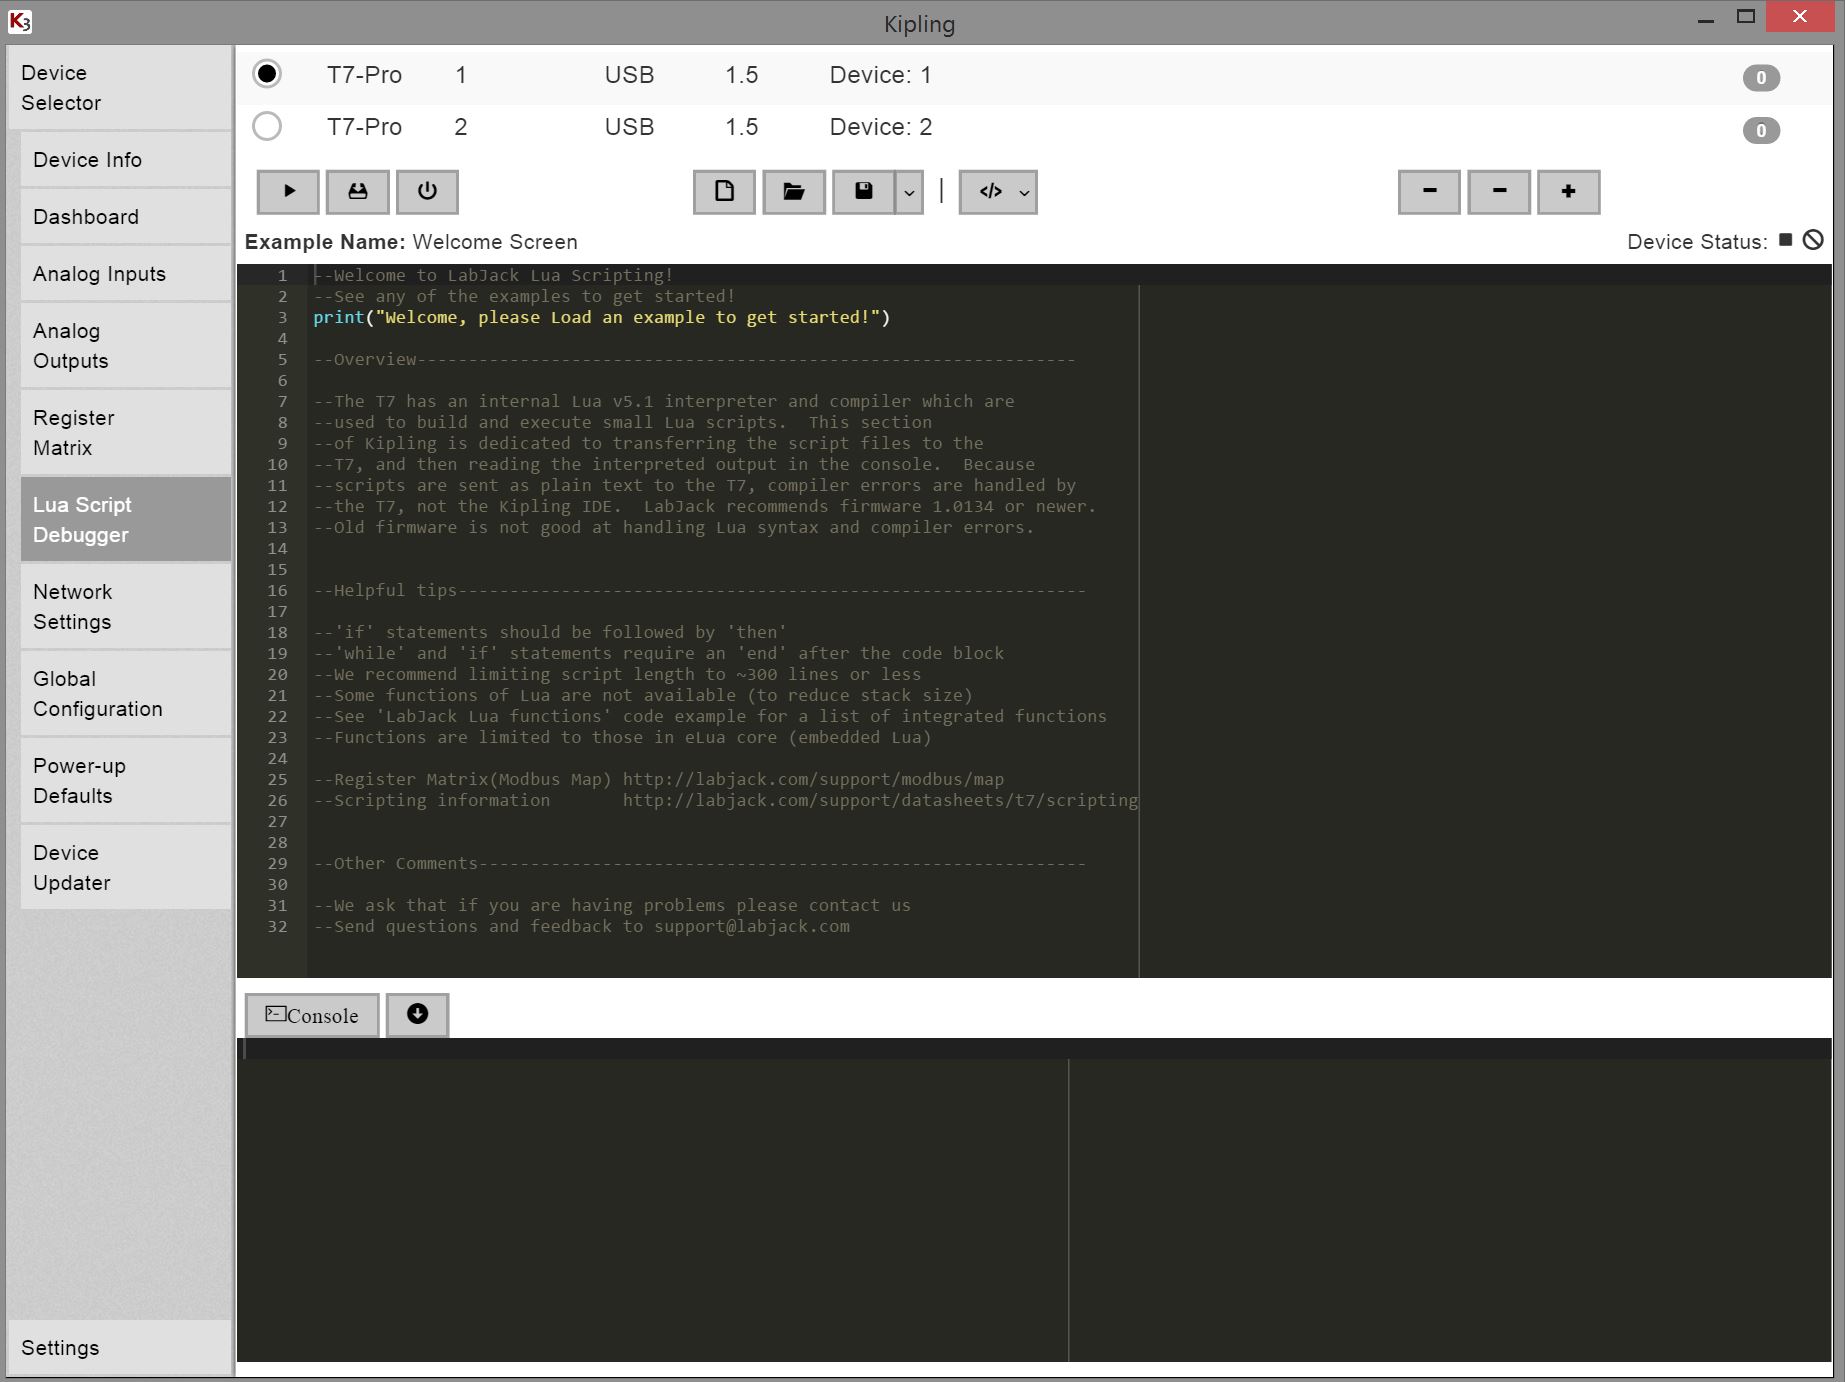 K3
Kipling
Device
Selector
Device Info
Dashboard
Analog Inputs
Analog
Outputs
Register
Matrix
Lua Script
Debugger
Network
Settings
Global
Configuration
Power-up
Defaults
Device
Updater
Settings
T7-Pro 1 USB 1.5 Device: 1 0
T7-Pro 2 USB 1.5 Device: 2 0
Example Name: Welcome Screen
Device Status:
1 --Welcome to LabJack Lua Scripting!
2 --See any of the examples to get started!
3 print("Welcome, please Load an example to get started!")
4
5 --Overview----------------------------------------------------------------
6
7 --The T7 has an internal Lua v5.1 interpreter and compiler which are
8 --used to build and execute small Lua scripts.  This section
9 --of Kipling is dedicated to transferring the script files to the
10 --T7, and then reading the interpreted output in the console.  Because
11 --scripts are sent as plain text to the T7, compiler errors are handled by
12 --the T7, not the Kipling IDE.  LabJack recommends firmware 1.0134 or newer.
13 --Old firmware is not good at handling Lua syntax and compiler errors.
14
15
16 --Helpful tips-------------------------------------------------------------
17
18 --'if' statements should be followed by 'then'
19 --'while' and 'if' statements require an 'end' after the code block
20 --We recommend limiting script length to ~300 lines or less
21 --Some functions of Lua are not available (to reduce stack size)
22 --See 'LabJack Lua functions' code example for a list of integrated functions
23 --Functions are limited to those in eLua core (embedded Lua)
24
25 --Register Matrix(Modbus Map) http://labjack.com/support/modbus/map
26 --Scripting information       http://labjack.com/support/datasheets/t7/scripting
27
28
29 --Other Comments-----------------------------------------------------------
30
31 --We ask that if you are having problems please contact us
32 --Send questions and feedback to support@labjack.com
Console